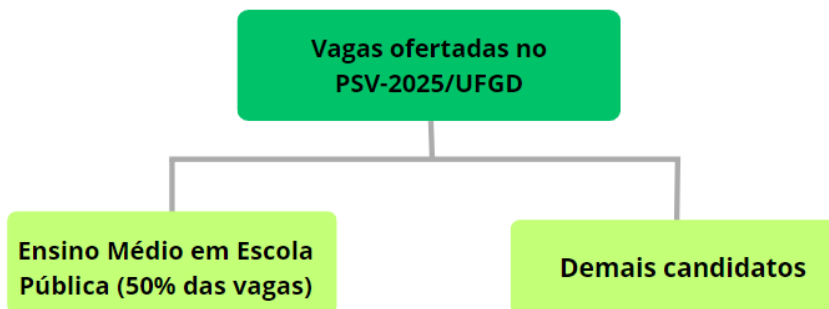 Vagas ofertadas no
PSV-2025/UFGD
Ensino Médio em Escola
Pública (50% das vagas)
Demais candidatos